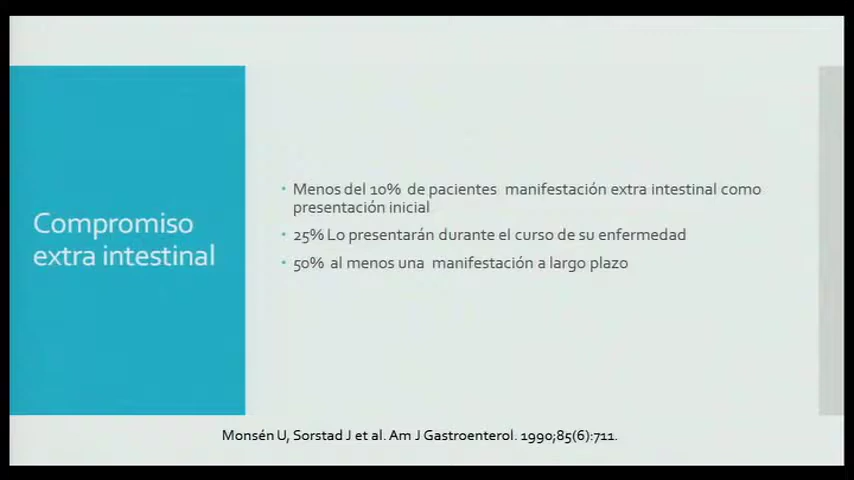 Compromiso
extra intestinal
Menos del 10% de pacientes manifestación extra intestinal como
presentación inicial
25% Lo presentarán durante el curso de su enfermedad
50% al menos una manifestación a largo plazo
Monsén U, Sorstad J et al. Am J Gastroenterol. 1990;85(6):711.